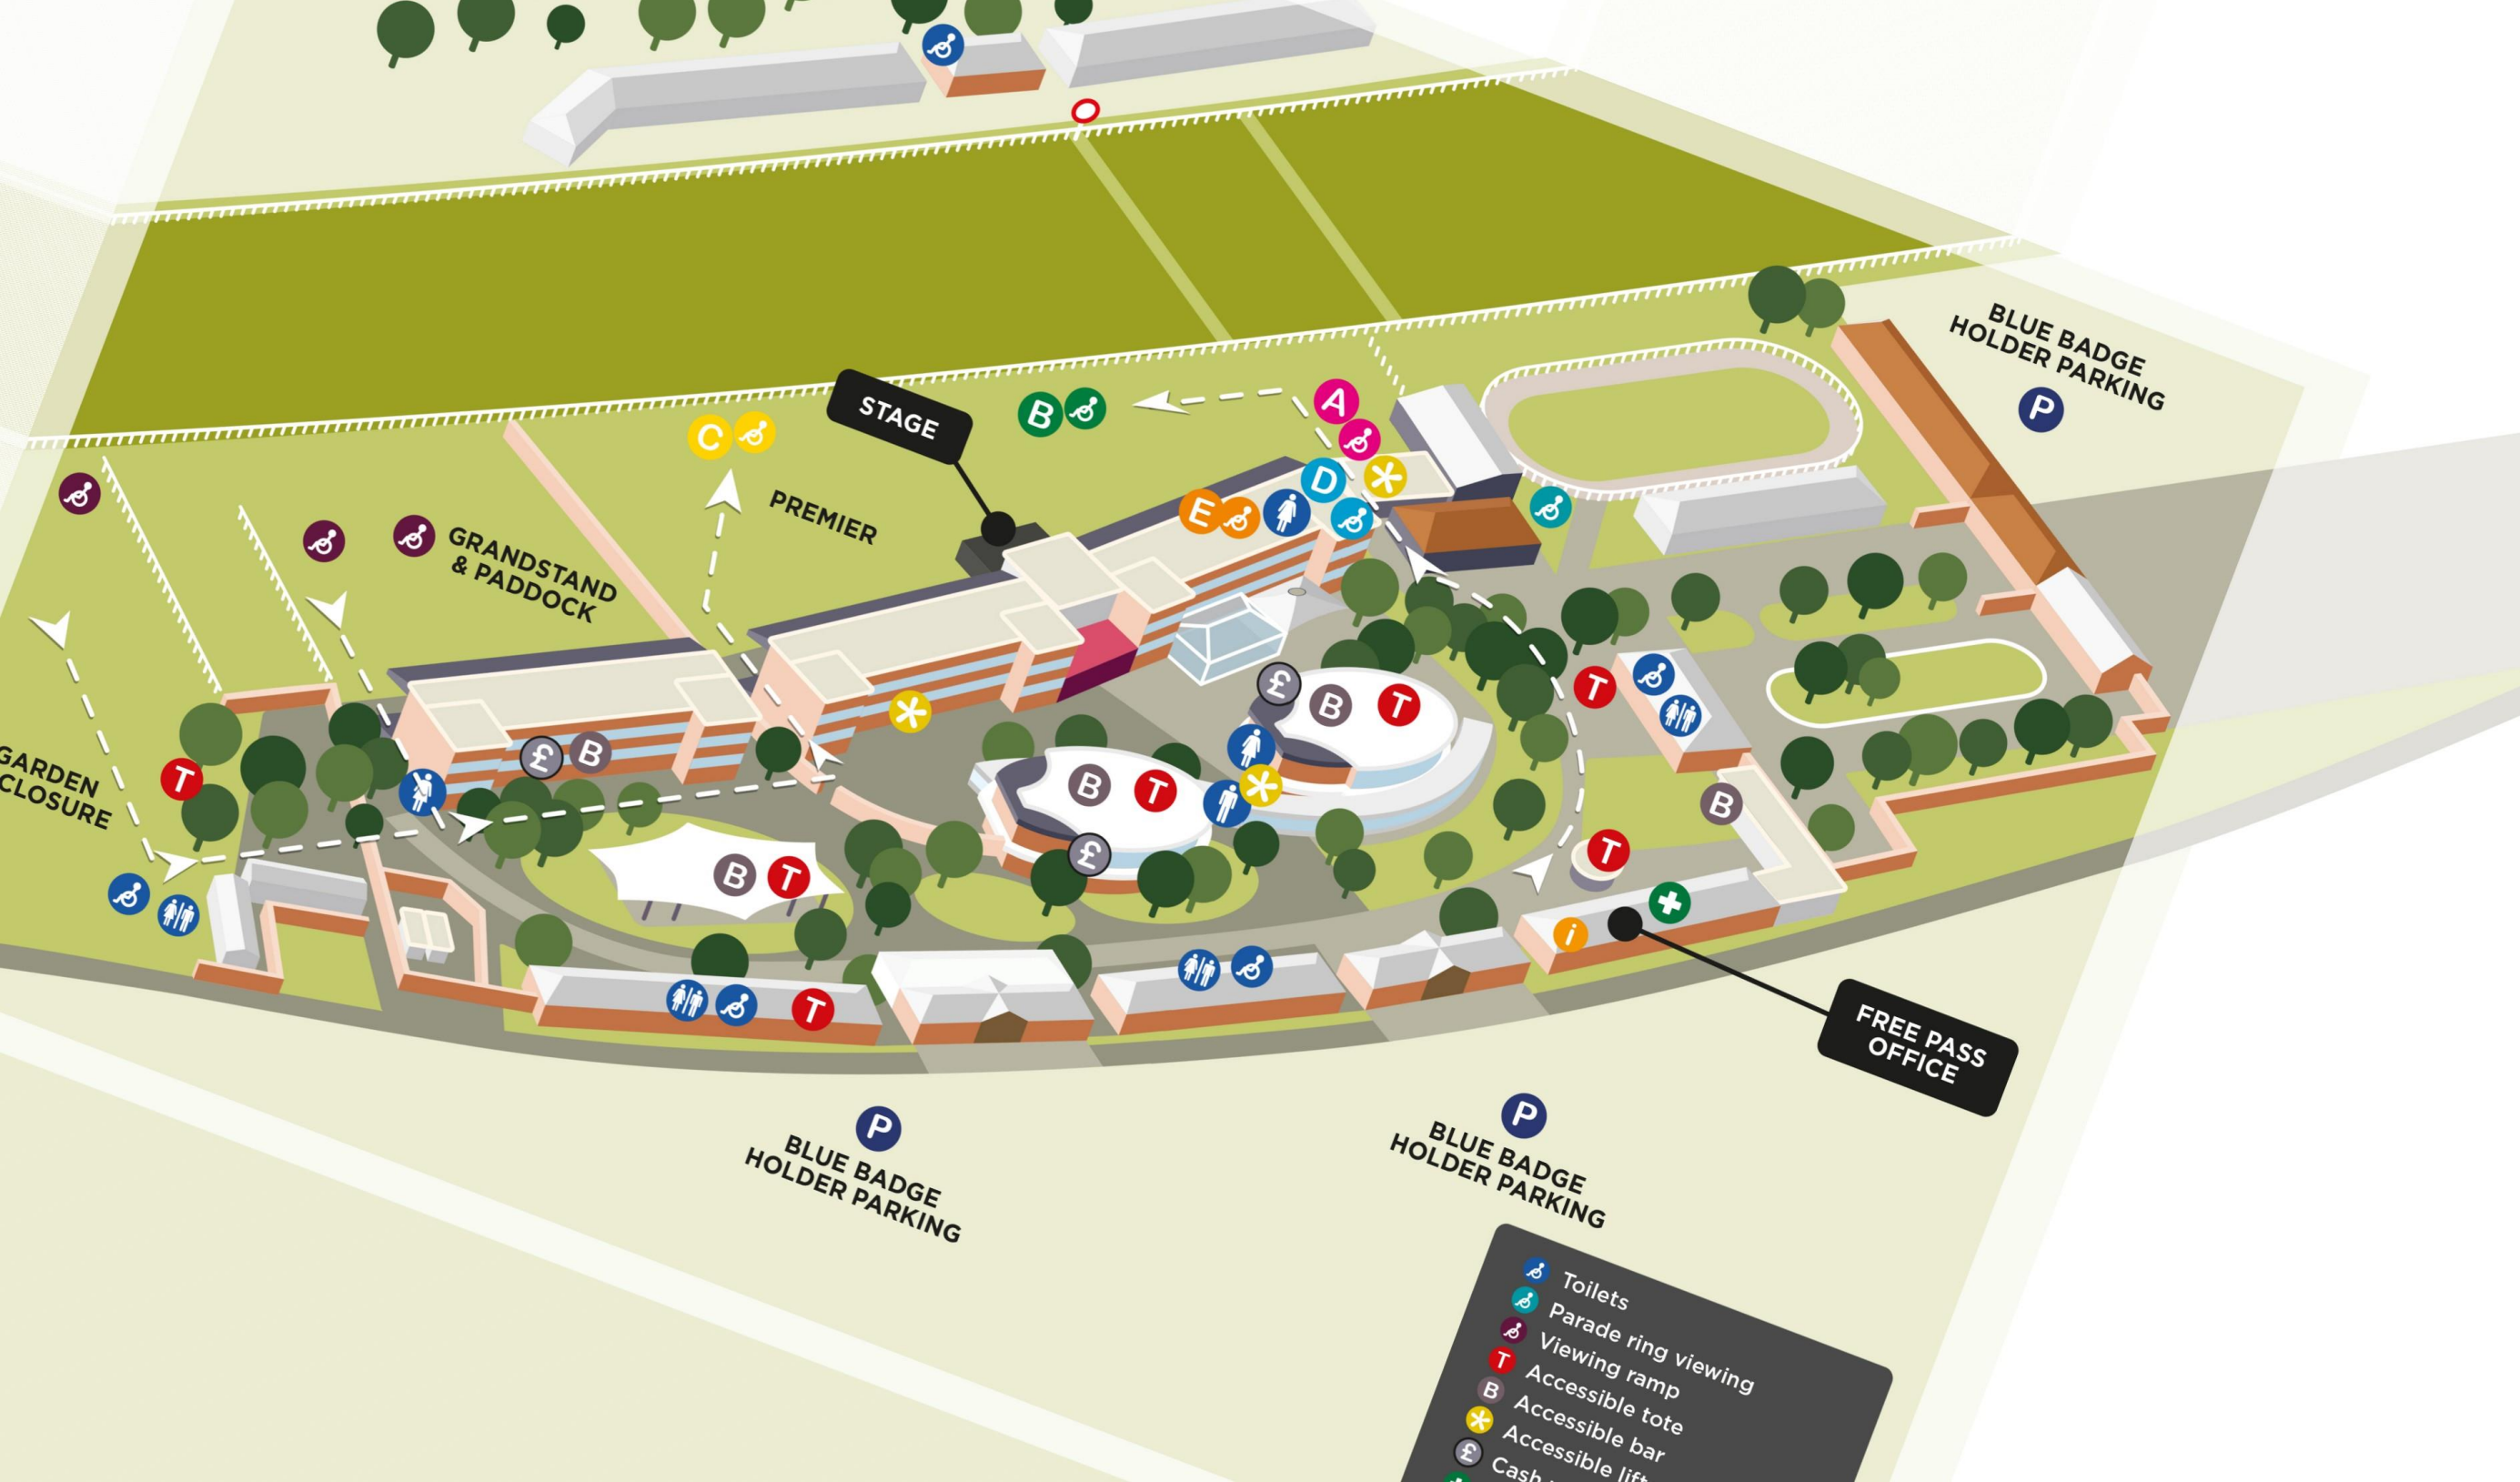 BLUE BADGE
HOLDER PARKING
P
STAGE
A
B
C
PREMIER
D
E
GRANDSTAND
& PADDOCK
T
£
B
T
T
£
B
£
B
T
B
T
B
GARDEN
CLOSURE
B
T
T
i
T
FREE PASS
OFFICE
P
BLUE BADGE
HOLDER PARKING
P
BLUE BADGE
HOLDER PARKING
Toilets
Parade ring viewing
Viewing ramp
T Accessible tote
B Accessible bar
Accessible lift
£ Cash